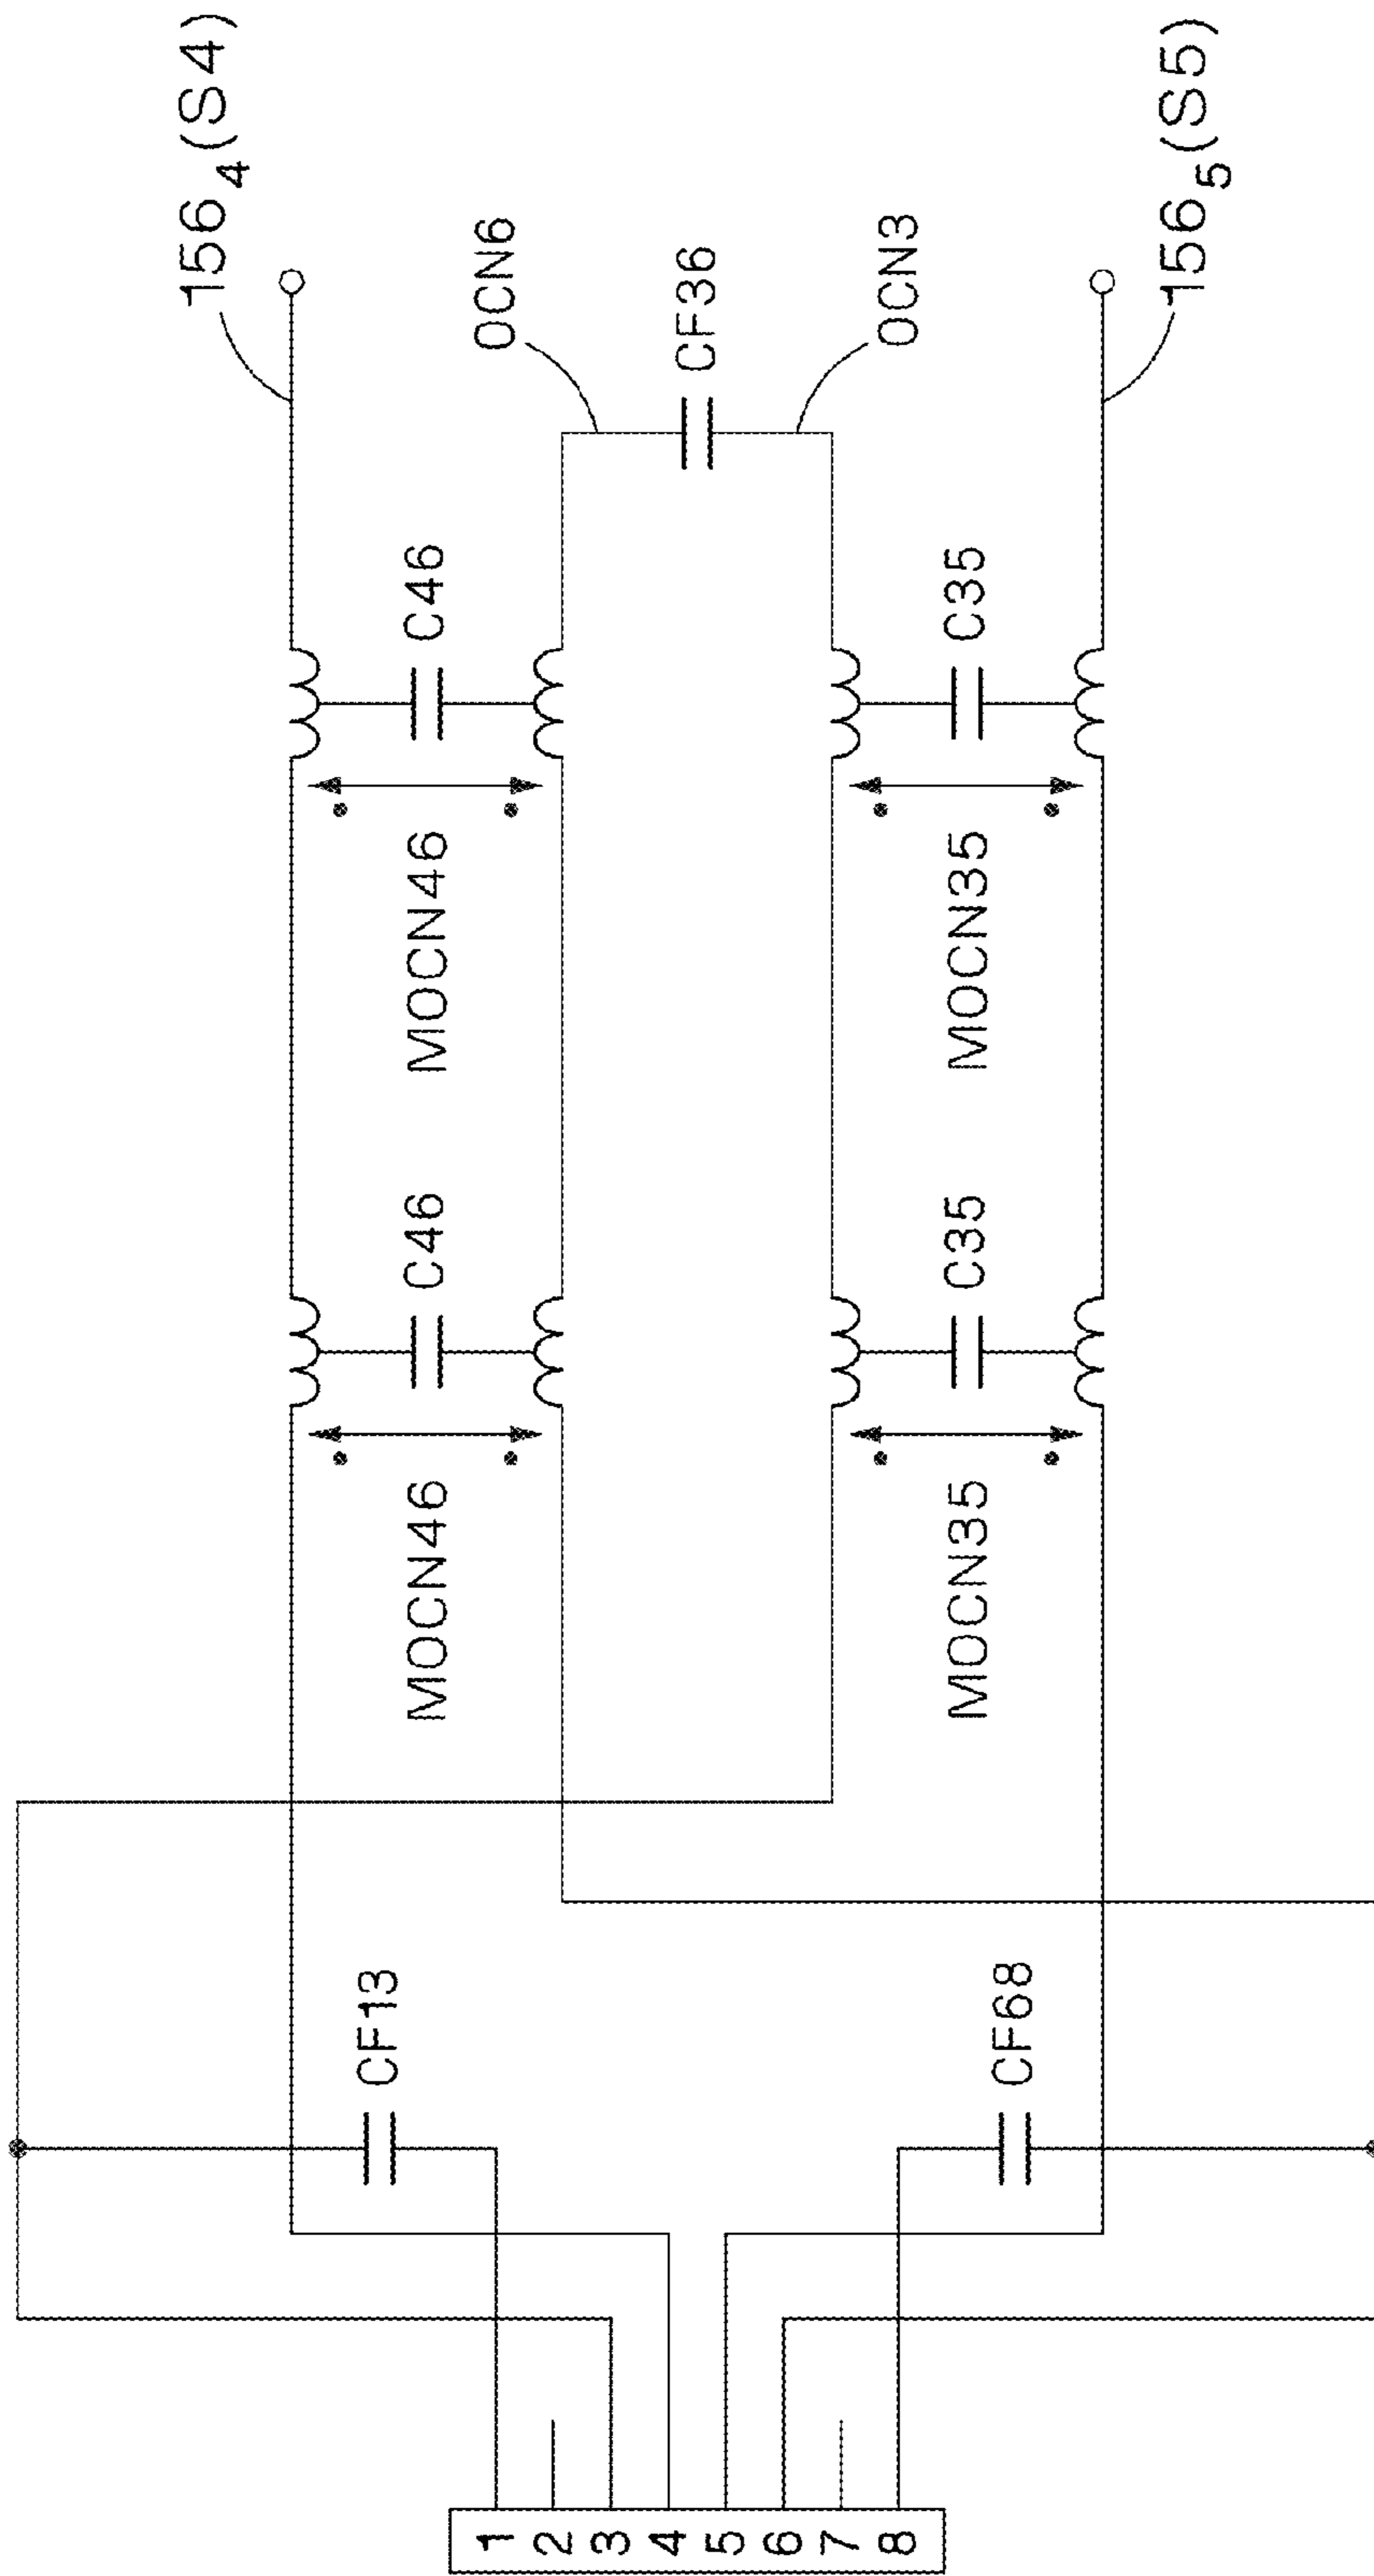 156₄(S4)
OCN6
CF36
OCN3
156₅(S5)
C46
C35
MOCN46
MOCN35
C46
C35
MOCN46
MOCN35
CF13
CF68
1
2
3
4
5
6
7
8